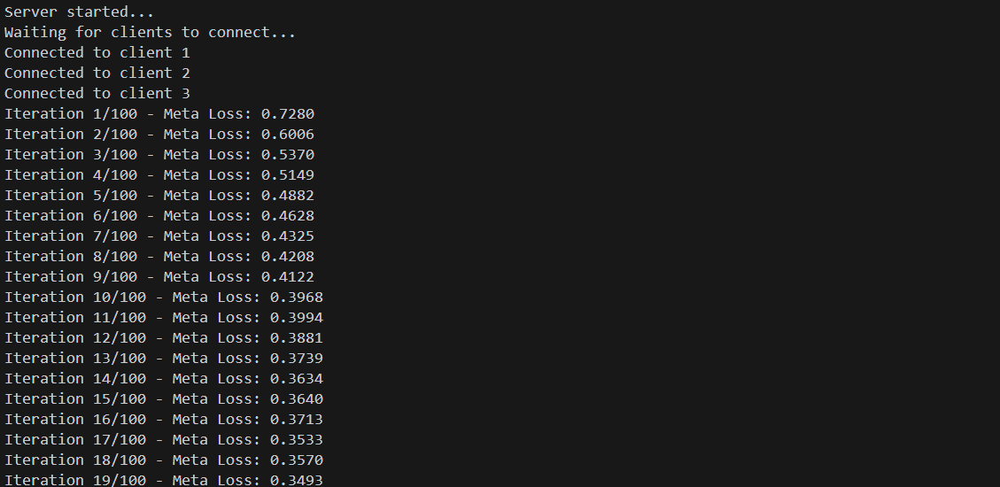 Server started...
Waiting for clients to connect...
Connected to client 1
Connected to client 2
Connected to client 3
Iteration 1/100 - Meta Loss: 0.7280
Iteration 2/100 - Meta Loss: 0.6006
Iteration 3/100 - Meta Loss: 0.5370
Iteration 4/100 - Meta Loss: 0.5149
Iteration 5/100 - Meta Loss: 0.4882
Iteration 6/100 - Meta Loss: 0.4628
Iteration 7/100 - Meta Loss: 0.4325
Iteration 8/100 - Meta Loss: 0.4208
Iteration 9/100 - Meta Loss: 0.4122
Iteration 10/100 - Meta Loss: 0.3968
Iteration 11/100 - Meta Loss: 0.3994
Iteration 12/100 - Meta Loss: 0.3881
Iteration 13/100 - Meta Loss: 0.3739
Iteration 14/100 - Meta Loss: 0.3634
Iteration 15/100 - Meta Loss: 0.3640
Iteration 16/100 - Meta Loss: 0.3713
Iteration 17/100 - Meta Loss: 0.3533
Iteration 18/100 - Meta Loss: 0.3570
Iteration 19/100 - Meta Loss: 0.3493